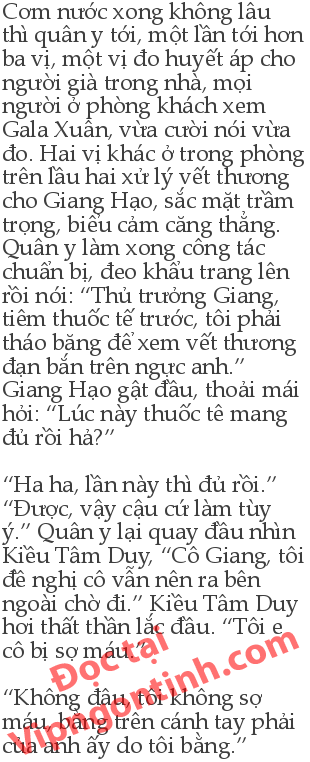 Cơm nước xong không lâu
thì quân y tới, một lần tới hơn
ba vị, một vị đo huyết áp cho
người già trong nhà, mọi
người ở phòng khách xem
Gala Xuân, vừa cười nói vừa
đo. Hai vị khác ở trong phòng
trên lầu hai xử lý vết thương
cho Giang Hạo, sắc mặt trầm
trọng, biểu cảm căng thẳng.
Quân y làm xong công tác
chuẩn bị, đeo khẩu trang lên
rồi nói: “Thủ trưởng Giang,
tiêm thuốc tế trước, tôi phải
tháo băng để xem vết thương
đạn bắn trên ngực anh.”
Giang Hạo gật đầu, thoải mái
hỏi: “Lúc này thuốc tê mang
đủ rồi hả?”

“Ha ha, lần này thì đủ rồi.”
“Được, vậy cậu cứ làm tùy
ý.” Quân y lại quay đầu nhìn
Kiều Tâm Duy, “Cô Giang, tôi
đề nghị cô vẫn nên ra bên
ngoài chờ đi.” Kiều Tâm Duy
hơi thất thần lắc đầu. “Tôi e
cô bị sợ máu.”

“Không đâu, tôi không sợ
máu, băng trên cánh tay phải
của anh ấy do tôi băng.”
Đọc tại
Vipngontinh.com